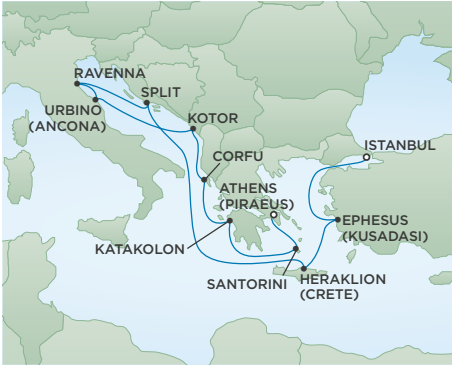 RAVENNA
SPLIT
URBINO
(ANCONA)
KOTOR
ISTANBUL
CORFU
ATHENS
(PIRAEUS)
EPHESUS
(KUSADASI)
KATAKOLON
SANTORINI
HERAKLION
(CRETE)